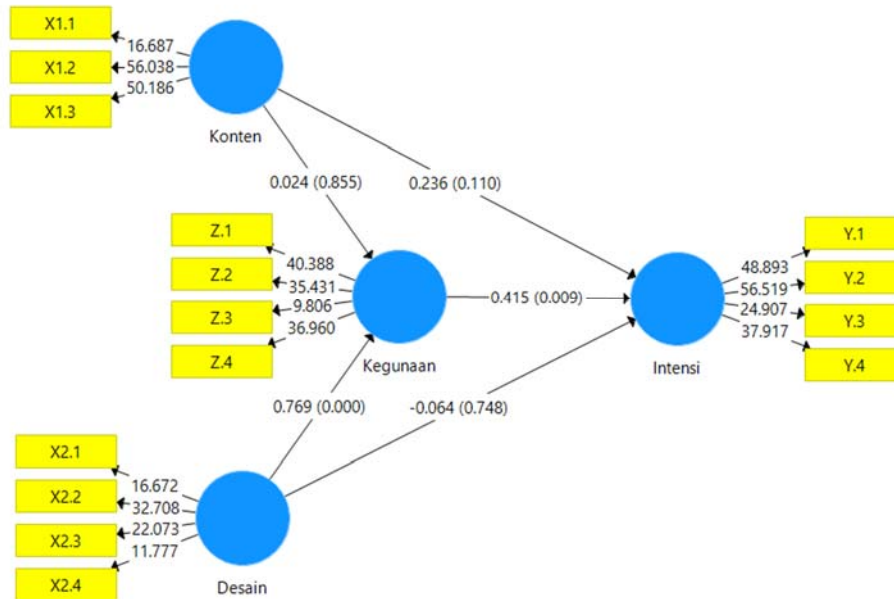 X1.1
16.687
X1.2
56.038
X1.3
50.186
Konten
0.024 (0.855)
0.236 (0.110)
Z.1
40.388
Z.2
35.431
Z.3
9.806
Z.4
36.960
Kegunaan
0.415 (0.009)
Y.1
48.893
Y.2
56.519
Y.3
24.907
Y.4
37.917
Intensi
0.769 (0.000)
-0.064 (0.748)
X2.1
16.672
X2.2
32.708
X2.3
22.073
X2.4
11.777
Desain